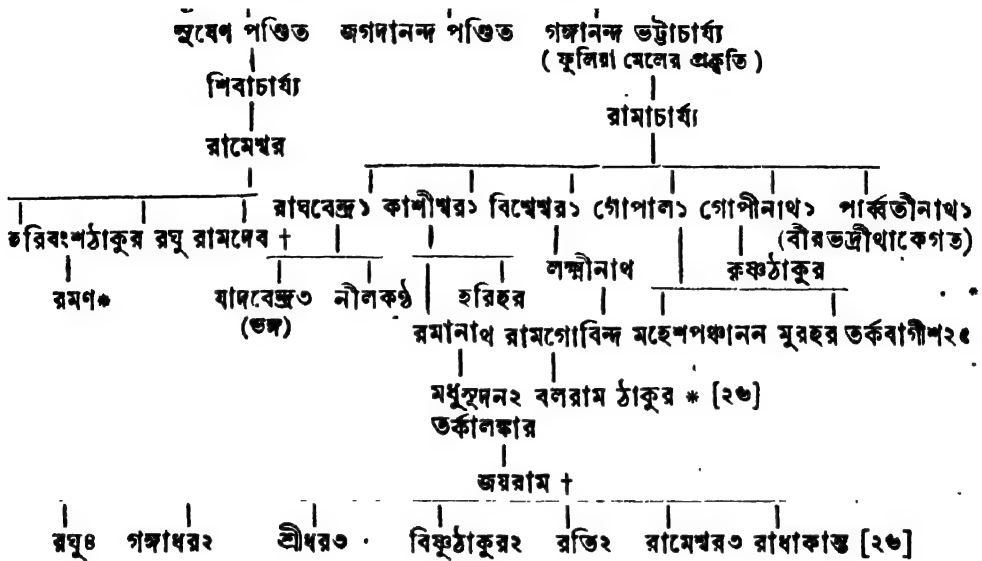 সুষেণ পণ্ডিত জগদানন্দ পণ্ডিত গঙ্গানন্দ ভট্টাচার্য্য
( ফুলিয়া মেলের প্রকৃতি )
শিবাচার্য্য
রামাচার্য্য
রামেশ্বর
রাঘবেন্দ্র১ কাশীশ্বর১ বিশ্বেশ্বর১ গোপাল১ গোপীনাথ১ পার্ব্বতীনাথ১
হরিবংশঠাকুর রঘু রামদেব † (বীরভদ্রীথাকেগত)
লক্ষ্মীনাথ কৃষ্ণঠাকুর
রমণ* যাদবেন্দ্র৩ নীলকণ্ঠ হরিহর
(ভঙ্গ)
রমানাথ রামগোবিন্দ মহেশপঞ্চানন মুরহর তর্কবাগীশ২৫
মধুসূদন২ বলরাম ঠাকুর * [২৬]
তর্কালঙ্কার
জয়রাম †
রঘু৪ গঙ্গাধর২ শ্রীধর৩ বিষ্ণুঠাকুর২ রতি২ রামেশ্বর৩ রাধাকান্ত [২৬]